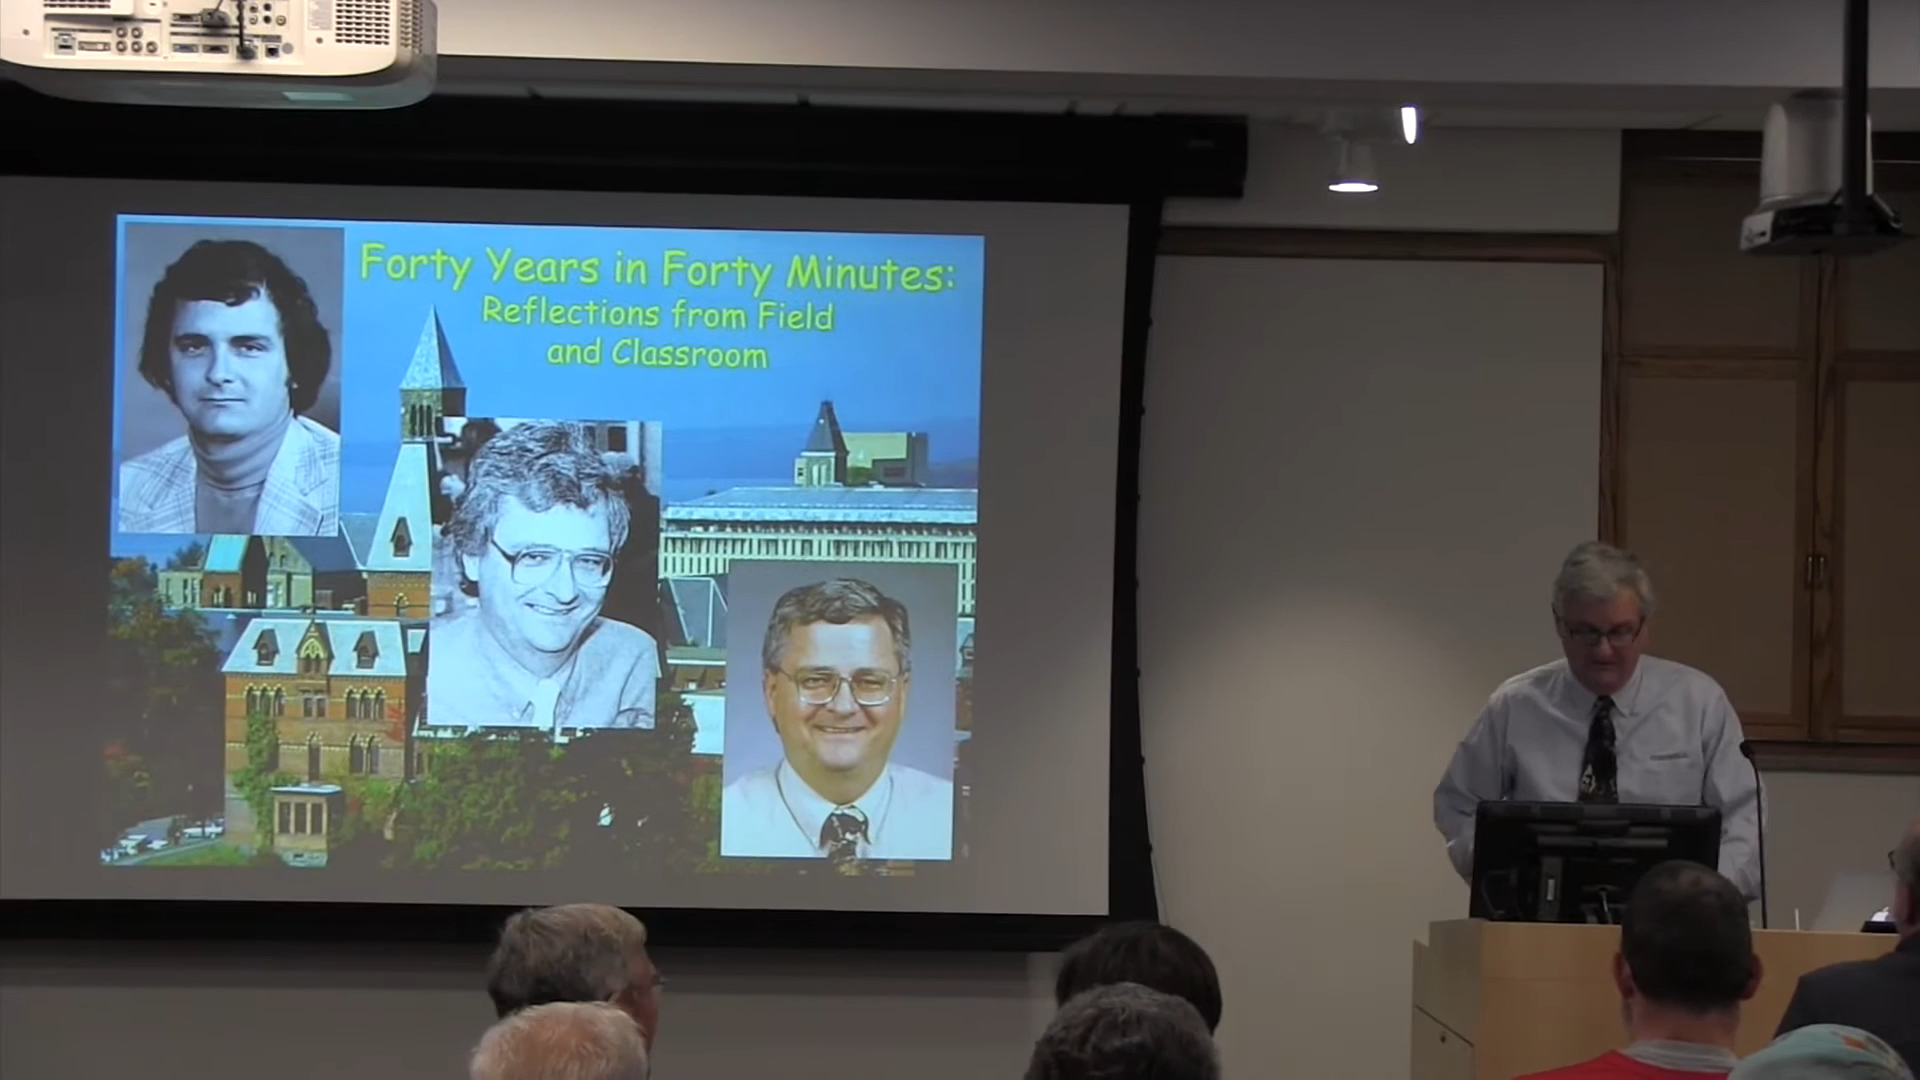 Forty Years in Forty Minutes:
Reflections from Field
and Classroom